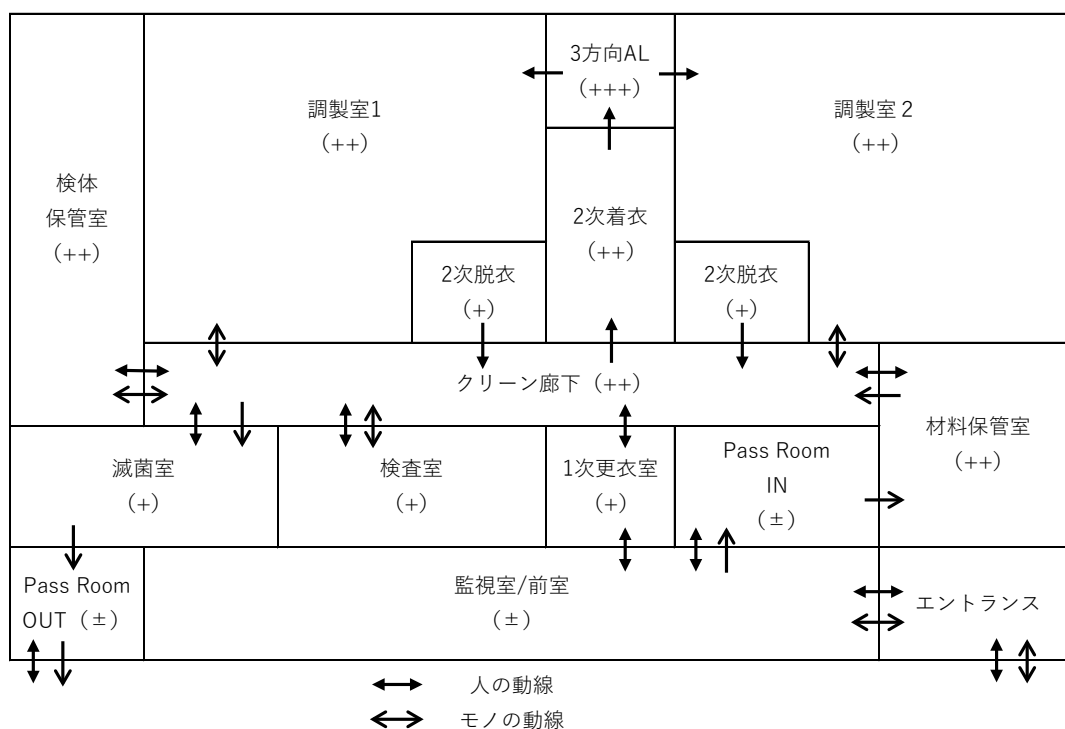 3方向AL
(+++)
調製室1
(++)
調製室 2
(++)
検体
保管室
(++)
2次着衣
(++)
2次脱衣
(+)
2次脱衣
(+)
クリーン廊下 (++)
材料保管室
(++)
滅菌室
(+)
検査室
(+)
1次更衣室
(+)
Pass Room
IN
(±)
Pass Room
OUT (±)
監視室/前室
(±)
エントランス
人の動線
モノの動線